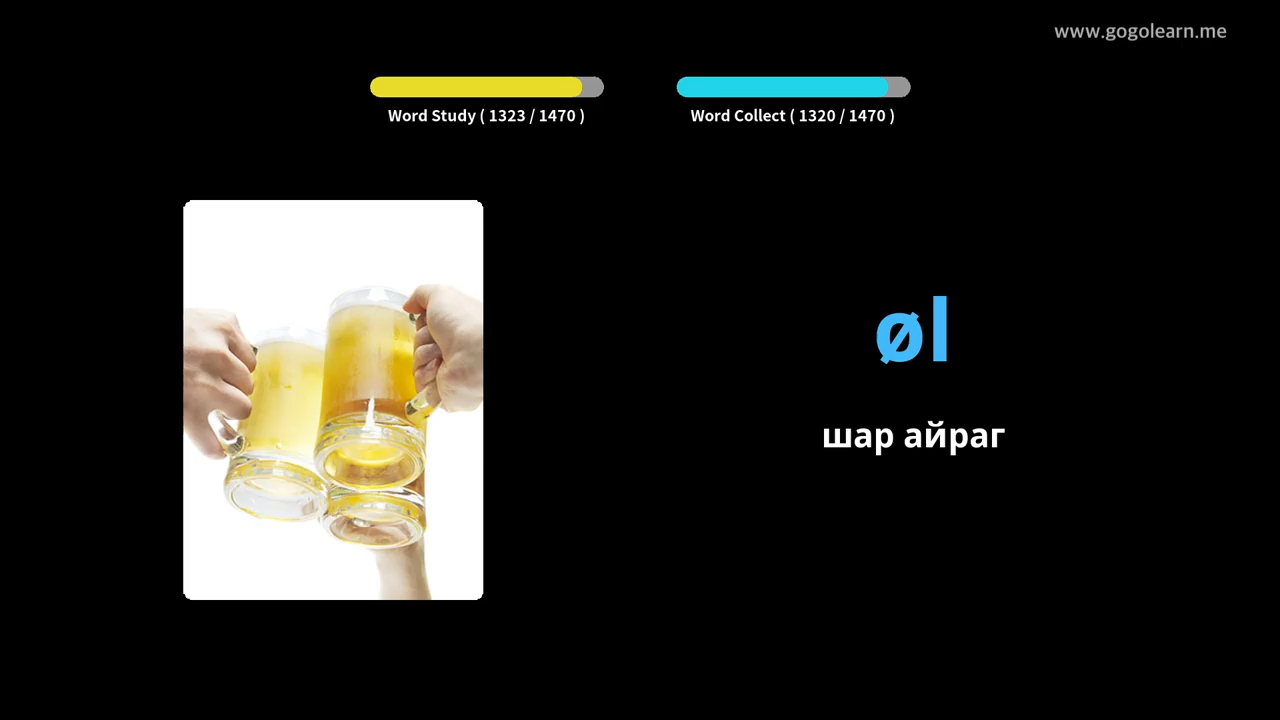 www.gogolearn.me
Word Study ( 1323 / 1470 )
Word Collect ( 1320 / 1470 )
øl
шар айраг